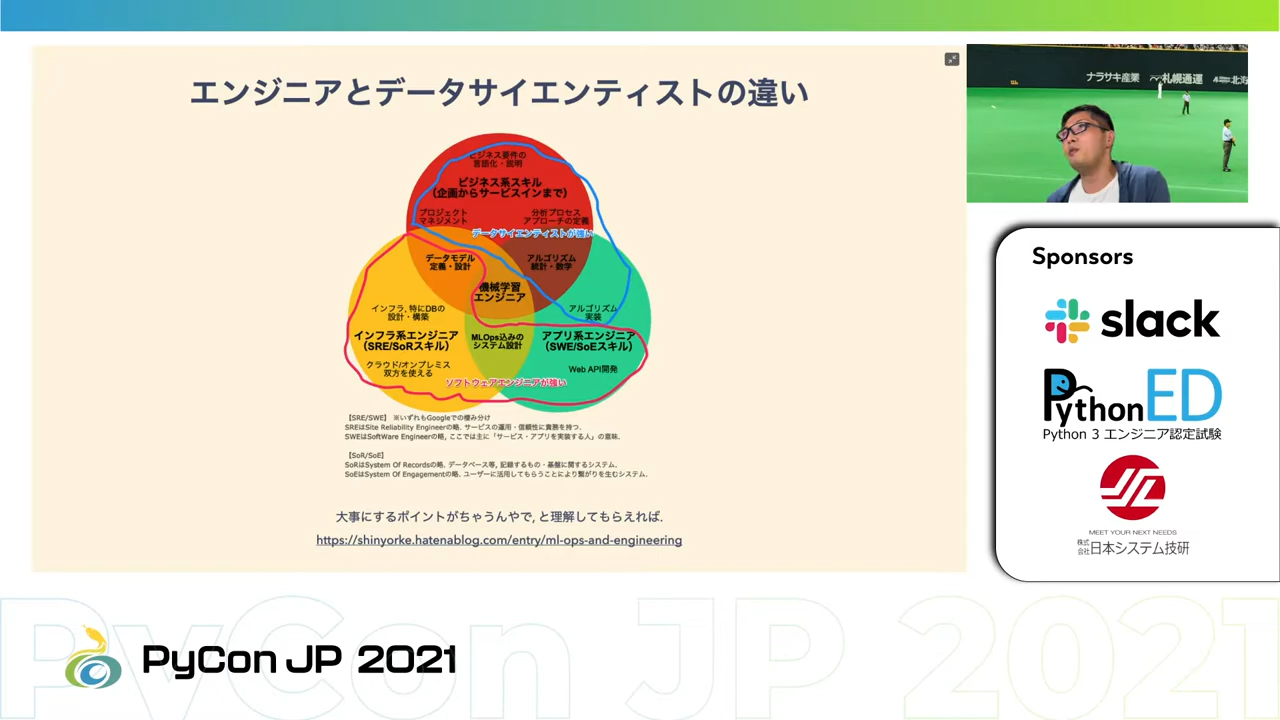 エンジニアとデータサイエンティストの違い
ビジネス要件の
言語化・説明
ビジネス系スキル
（企画からサービスインまで）
プロジェクト
マネジメント
分析プロセス
アプローチの定義
データサイエンティストが強い
データモデル
定義・設計
アルゴリズム
統計・数学
機械学習
エンジニア
インフラ, 特にDBの
設計・構築
アルゴリズム
実装
インフラ系エンジニア
（SRE/SoRスキル）
MLOps込みの
システム設計
アプリ系エンジニア
（SWE/SoEスキル）
クラウド/オンプレミス
双方を使える
Web API開発
ソフトウェアエンジニアが強い
【SRE/SWE】 ※いずれもGoogleでの棲み分け
SREはSite Reliability Engineerの略. サービスの運用・信頼性に責務を持つ.
SWEはSoftWare Engineerの略, ここでは主に「サービス・アプリを実装する人」の意味.
【SoR/SoE】
SoRはSystem Of Recordsの略. データベース等, 記録するもの・基盤に関するシステム.
SoEはSystem Of Engagementの略. ユーザーに活用してもらうことにより繋がりを生むシステム.
大事にするポイントがちゃうんやで, と理解してもらえれば.
https://shinyorke.hatenablog.com/entry/ml-ops-and-engineering
ナラサキ産業
札幌通運
Sponsors
slack
PythonED
Python 3 エンジニア認定試験
MEET YOUR NEXT NEEDS
株式会社日本システム技研
PyCon JP 2021
PyCon JP 2021